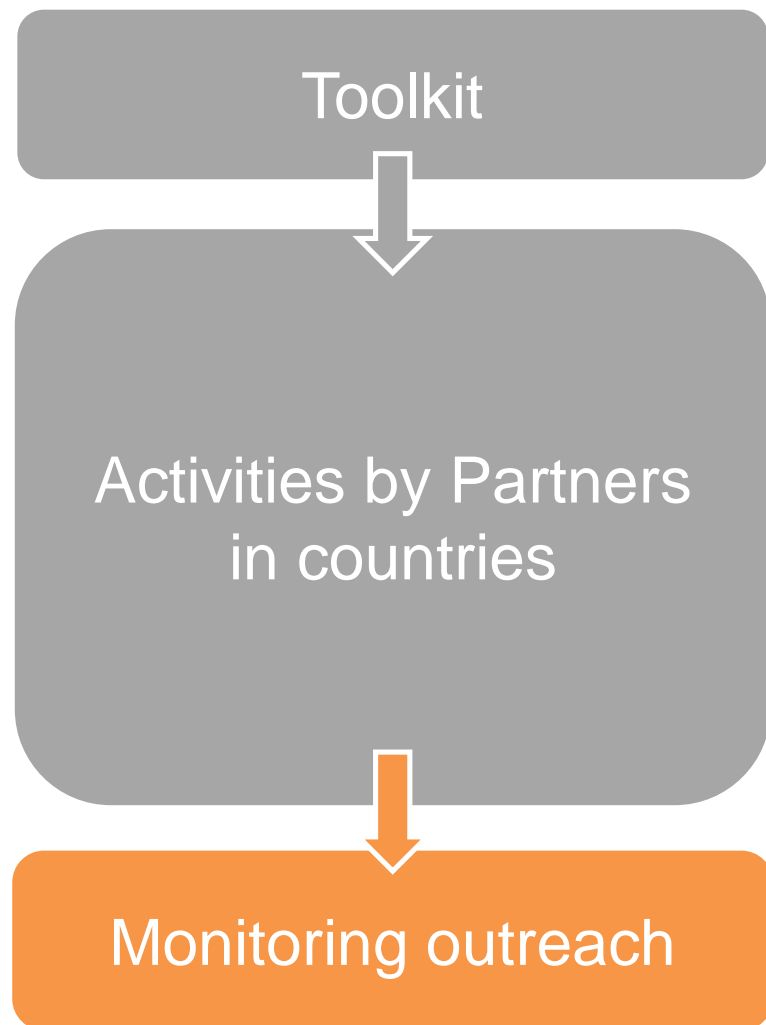 Toolkit
Activities by Partners
in countries
Monitoring outreach